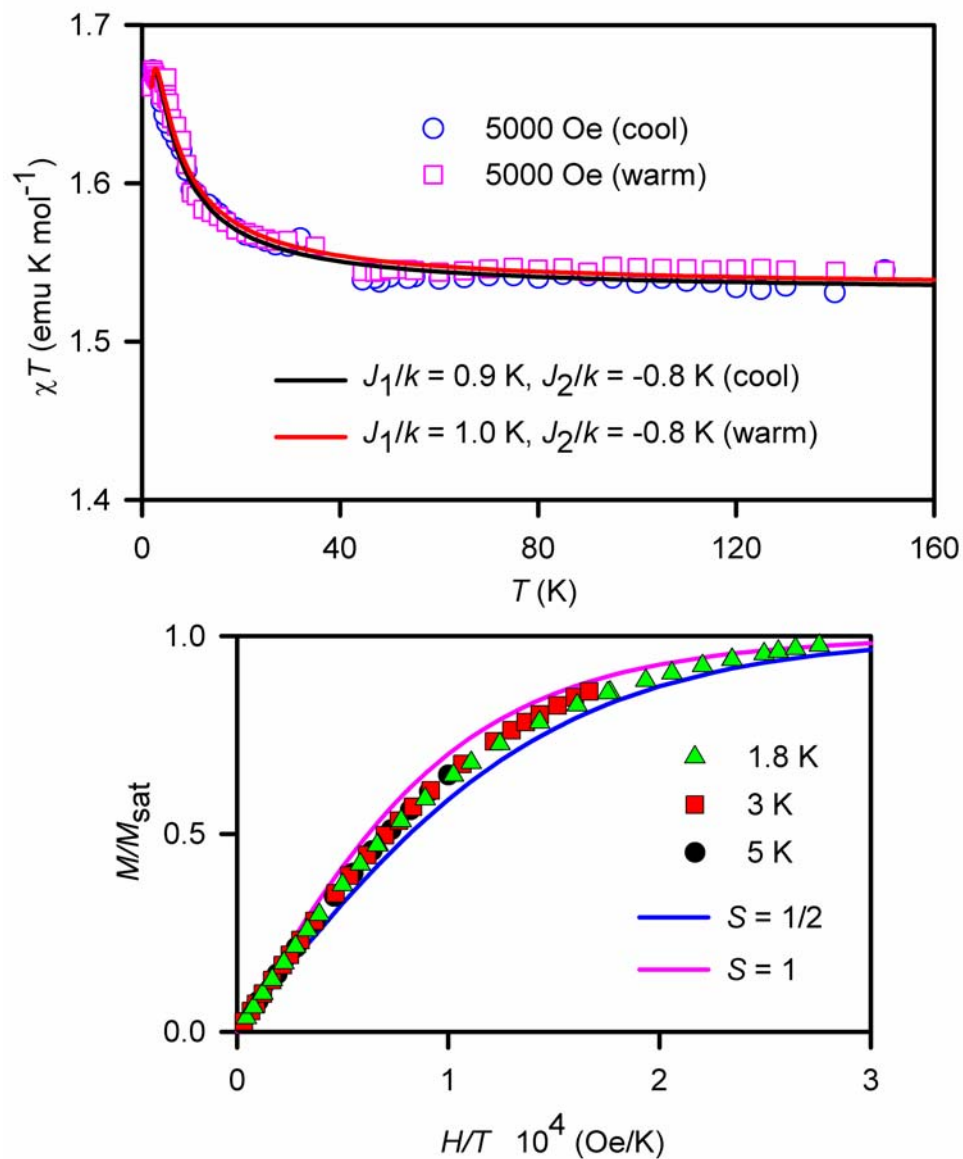 1.7
1.6
1.5
1.4
χT (emu K mol⁻¹)
5000 Oe (cool)
5000 Oe (warm)
J₁/k = 0.9 K, J₂/k = -0.8 K (cool)
J₁/k = 1.0 K, J₂/k = -0.8 K (warm)
0 40 80 120 160
T (K)
1.0
0.5
0.0
M/Msat
1.8 K
3 K
5 K
S = 1/2
S = 1
0 1 2 3
H/T 10⁴ (Oe/K)